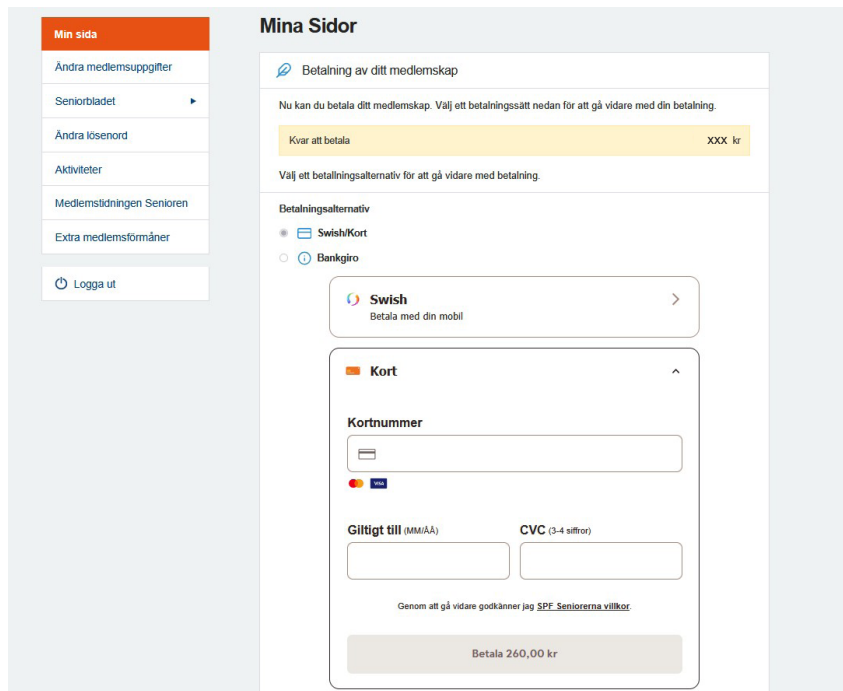 Min sida
Ändra medlemsuppgifter
Seniorbladet
Ändra lösenord
Aktiviteter
Medlemstidningen Senioren
Extra medlemsförmåner
Logga ut
Mina Sidor
Betalning av ditt medlemskap
Nu kan du betala ditt medlemskap. Välj ett betalningssätt nedan för att gå vidare med din betalning.
Kvar att betala XXX kr
Välj ett betallningsalternativ för att gå vidare med betalning.
Betalningsalternativ
Swish/Kort
Bankgiro
Swish
Betala med din mobil
Kort
Kortnummer
VISA
Giltigt till (MM/ÅÅ) CVC (3-4 siffror)
Genom att gå vidare godkänner jag SPF Seniorerna villkor.
Betala 260,00 kr